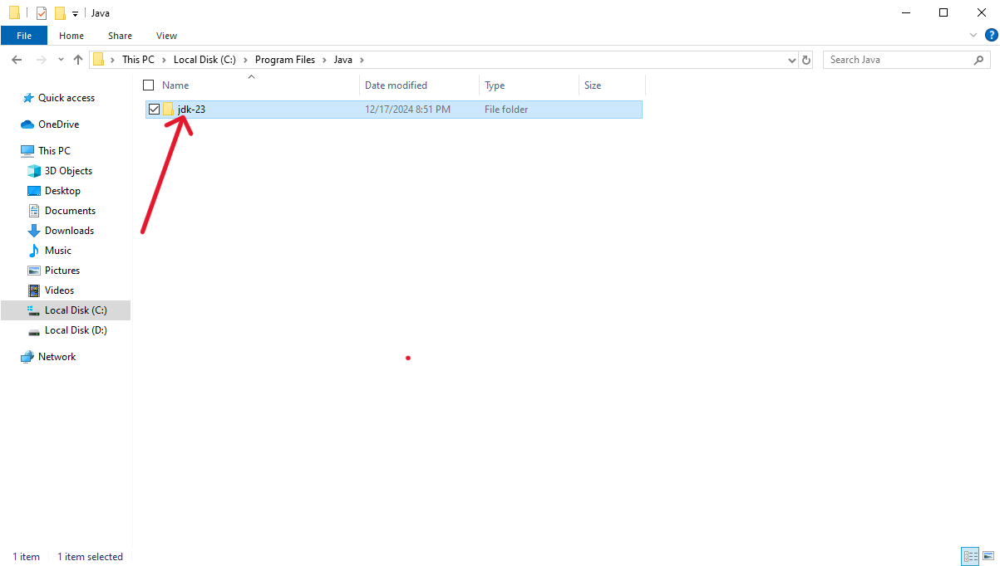 Java
File Home Share View
This PC > Local Disk (C:) > Program Files > Java >
Search Java
Name Date modified Type Size
jdk-23 12/17/2024 8:51 PM File folder
Quick access
OneDrive
This PC
3D Objects
Desktop
Documents
Downloads
Music
Pictures
Videos
Local Disk (C:)
Local Disk (D:)
Network
1 item 1 item selected